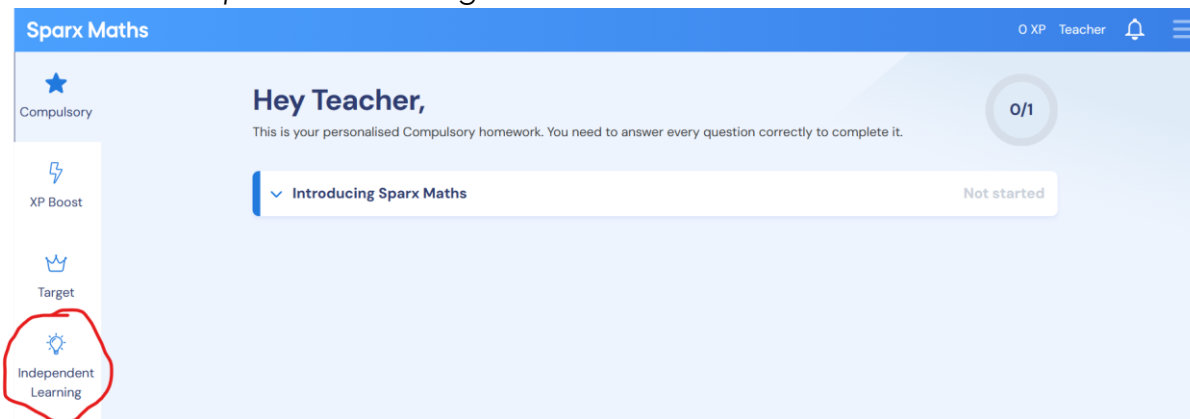 Sparx Maths
0 XP Teacher
Compulsory
Hey Teacher,
This is your personalised Compulsory homework. You need to answer every question correctly to complete it.
0/1
Introducing Sparx Maths Not started
XP Boost
Target
Independent
Learning